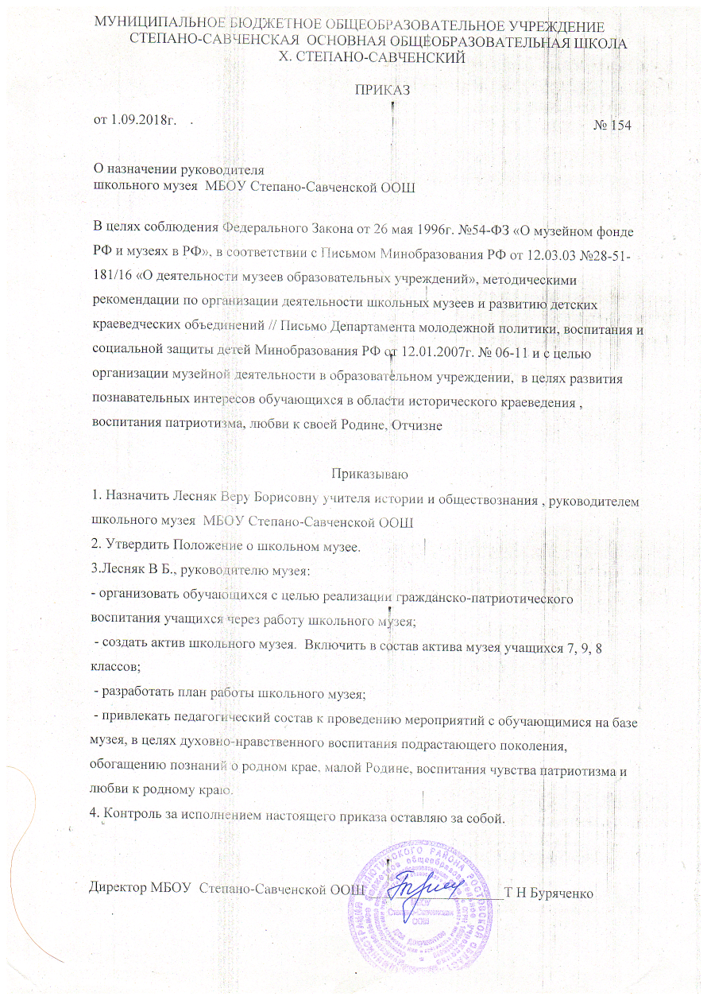 МУНИЦИПАЛЬНОЕ БЮДЖЕТНОЕ ОБЩЕОБРАЗОВАТЕЛЬНОЕ УЧРЕЖДЕНИЕ
СТЕПАНО-САВЧЕНСКАЯ ОСНОВНАЯ ОБЩЕОБРАЗОВАТЕЛЬНАЯ ШКОЛА
Х. СТЕПАНО-САВЧЕНСКИЙ
ПРИКАЗ
от 1.09.2018г. № 154
О назначении руководителя
школьного музея МБОУ Степано-Савченской ООШ
В целях соблюдения Федерального Закона от 26 мая 1996г. №54-ФЗ «О музейном фонде
РФ и музеях в РФ», в соответствии с Письмом Минобразования РФ от 12.03.03 №28-51-
181/16 «О деятельности музеев образовательных учреждений», методическими
рекомендации по организации деятельности школьных музеев и развитию детских
краеведческих объединений // Письмо Департамента молодежной политики, воспитания и
социальной защиты детей Минобразования РФ от 12.01.2007г. № 06-11 и с целью
организации музейной деятельности в образовательном учреждении, в целях развития
познавательных интересов обучающихся в области исторического краеведения ,
воспитания патриотизма, любви к своей Родине, Отчизне
Приказываю
1. Назначить Лесняк Веру Борисовну учителя истории и обществознания , руководителем
школьного музея МБОУ Степано-Савченской ООШ
2. Утвердить Положение о школьном музее.
3.Лесняк В Б., руководителю музея:
- организовать обучающихся с целью реализации гражданско-патриотического
воспитания учащихся через работу школьного музея;
- создать актив школьного музея. Включить в состав актива музея учащихся 7, 9, 8
классов;
- разработать план работы школьного музея;
- привлекать педагогический состав к проведению мероприятий с обучающимися на базе
музея, в целях духовно-нравственного воспитания подрастающего поколения,
обогащению познаний о родном крае, малой Родине, воспитания чувства патриотизма и
любви к родному краю.
4. Контроль за исполнением настоящего приказа оставляю за собой.
Директор МБОУ Степано-Савченской ООШ Т Н Буряченко
РАЙОНА РОСТОВСКОЙ
МБОУ
Степано-Савченская
ООШ
Для документов